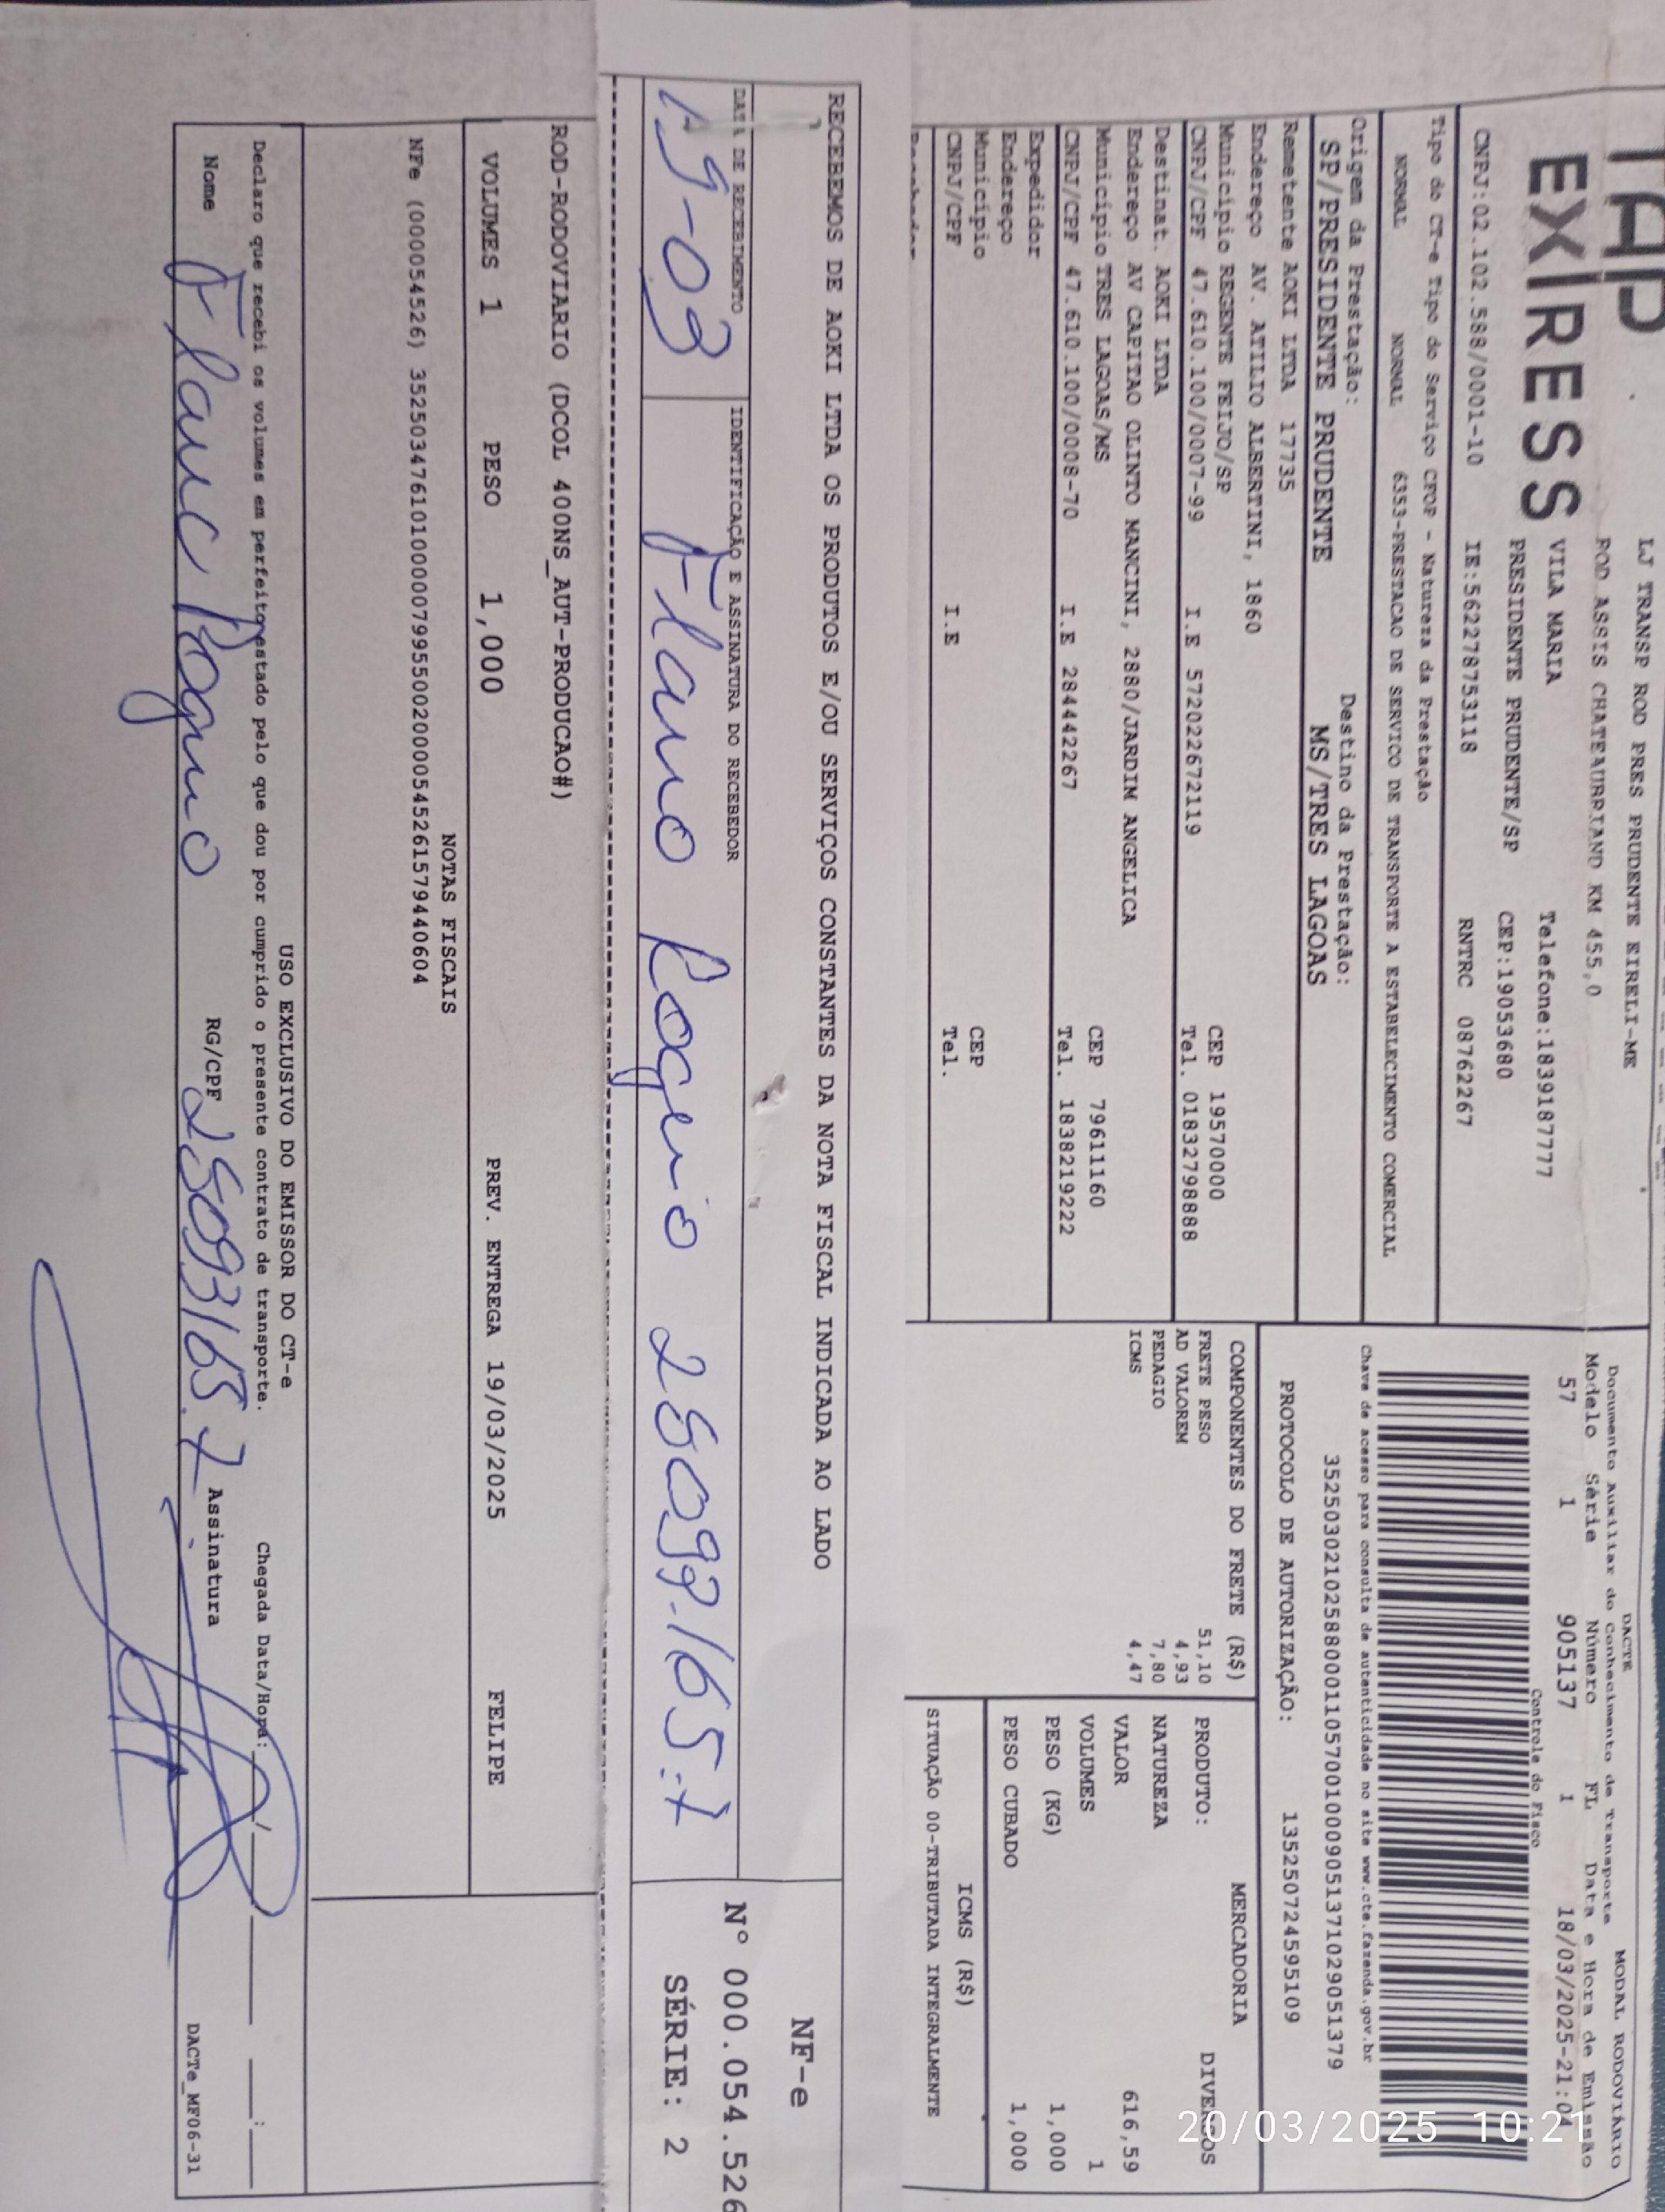 TAP
EXPRESS
LJ TRANSP ROD PRES PRUDENTE EIRELI-ME
ROD ASSIS CHATEAUBRIAND KM 455,0
VILA MARIA Telefone:1839187777
PRESIDENTE PRUDENTE/SP CEP:19053680
CNPJ:02.102.588/0001-10 IE:562278753118 RNTRC 08762267
Tipo do CT-e Tipo do Serviço CFOP - Natureza da Prestação
NORMAL NORMAL 6353-PRESTACAO DE SERVICO DE TRANSPORTE A ESTABELECIMENTO COMERCIAL
Origem da Prestação: Destino da Prestação:
SP/PRESIDENTE PRUDENTE MS/TRES LAGOAS
Remetente AOKI LTDA 17735
Endereço AV. ATILIO ALBERTINI, 1860
Município REGENTE FEIJO/SP CEP. 19570000
CNPJ/CPF 47.610.100/0007-99 I.E 572022672119 Tel. 01832798888
Destinat. AOKI LTDA
Endereço AV CAPITAO OLINTO MANCINI, 2880/JARDIM ANGELICA
Município TRES LAGOAS/MS CEP 79611160
CNPJ/CPF 47.610.100/0008-70 I.E 284442267 Tel. 1838219222
Expedidor
Endereço
Município CEP
CNPJ/CPF I.E Tel.
DACTE MODAL RODOVIÁRIO
Documento Auxiliar do Conhecimento de Transporte
Modelo Série Número FL Data e Hora de Emissão
57 1 905137 1 18/03/2025-21:04
Controle do Fisco
Chave de acesso para consulta de autenticidade no site www.cte.fazenda.gov.br
35250302102588000110570010009051371029051379
PROTOCOLO DE AUTORIZAÇÃO: 135250724595109
COMPONENTES DO FRETE (R$)
FRETE PESO 51,10
AD VALOREM 4,93
PEDAGIO 7,80
ICMS 4,47
MERCADORIA
PRODUTO: DIVERSOS
NATUREZA
VALOR 616,59
VOLUMES 1
PESO (KG) 1,000
PESO CUBADO 1,000
ICMS (R$)
SITUAÇÃO 00-TRIBUTADA INTEGRALMENTE
RECEBEMOS DE AOKI LTDA OS PRODUTOS E/OU SERVIÇOS CONSTANTES DA NOTA FISCAL INDICADA AO LADO
DATA DE RECEBIMENTO IDENTIFICAÇÃO E ASSINATURA DO RECEBEDOR
19-03
NF-e
Nº 000.054.526
SÉRIE: 2
ROD-RODOVIARIO (DCOL 400NS_AUT-PRODUCAO#)
VOLUMES 1 PESO 1,000 PREV. ENTREGA 19/03/2025 FELIPE
NOTAS FISCAIS
NFe (000054526) 35250347610100000799550020000545261579440604
USO EXCLUSIVO DO EMISSOR DO CT-e
Declaro que recebi os volumes em perfeito estado pelo que dou por cumprido o presente contrato de transporte. Chegada Data/Hora: __/__ __:__
Nome RG/CPF Assinatura
DACTe_MF06-31
20/03/2025 10:21